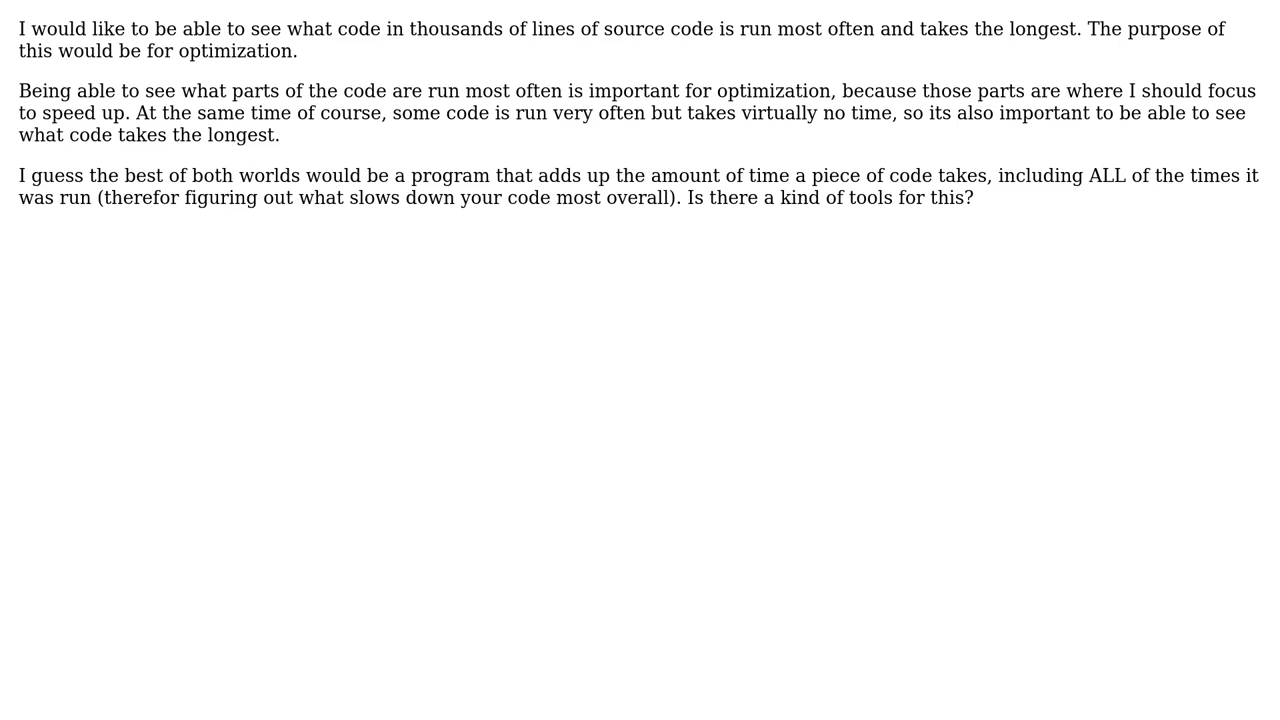 I would like to be able to see what code in thousands of lines of source code is run most often and takes the longest. The purpose of
this would be for optimization.
Being able to see what parts of the code are run most often is important for optimization, because those parts are where I should focus
to speed up. At the same time of course, some code is run very often but takes virtually no time, so its also important to be able to see
what code takes the longest.
I guess the best of both worlds would be a program that adds up the amount of time a piece of code takes, including ALL of the times it
was run (therefor figuring out what slows down your code most overall). Is there a kind of tools for this?